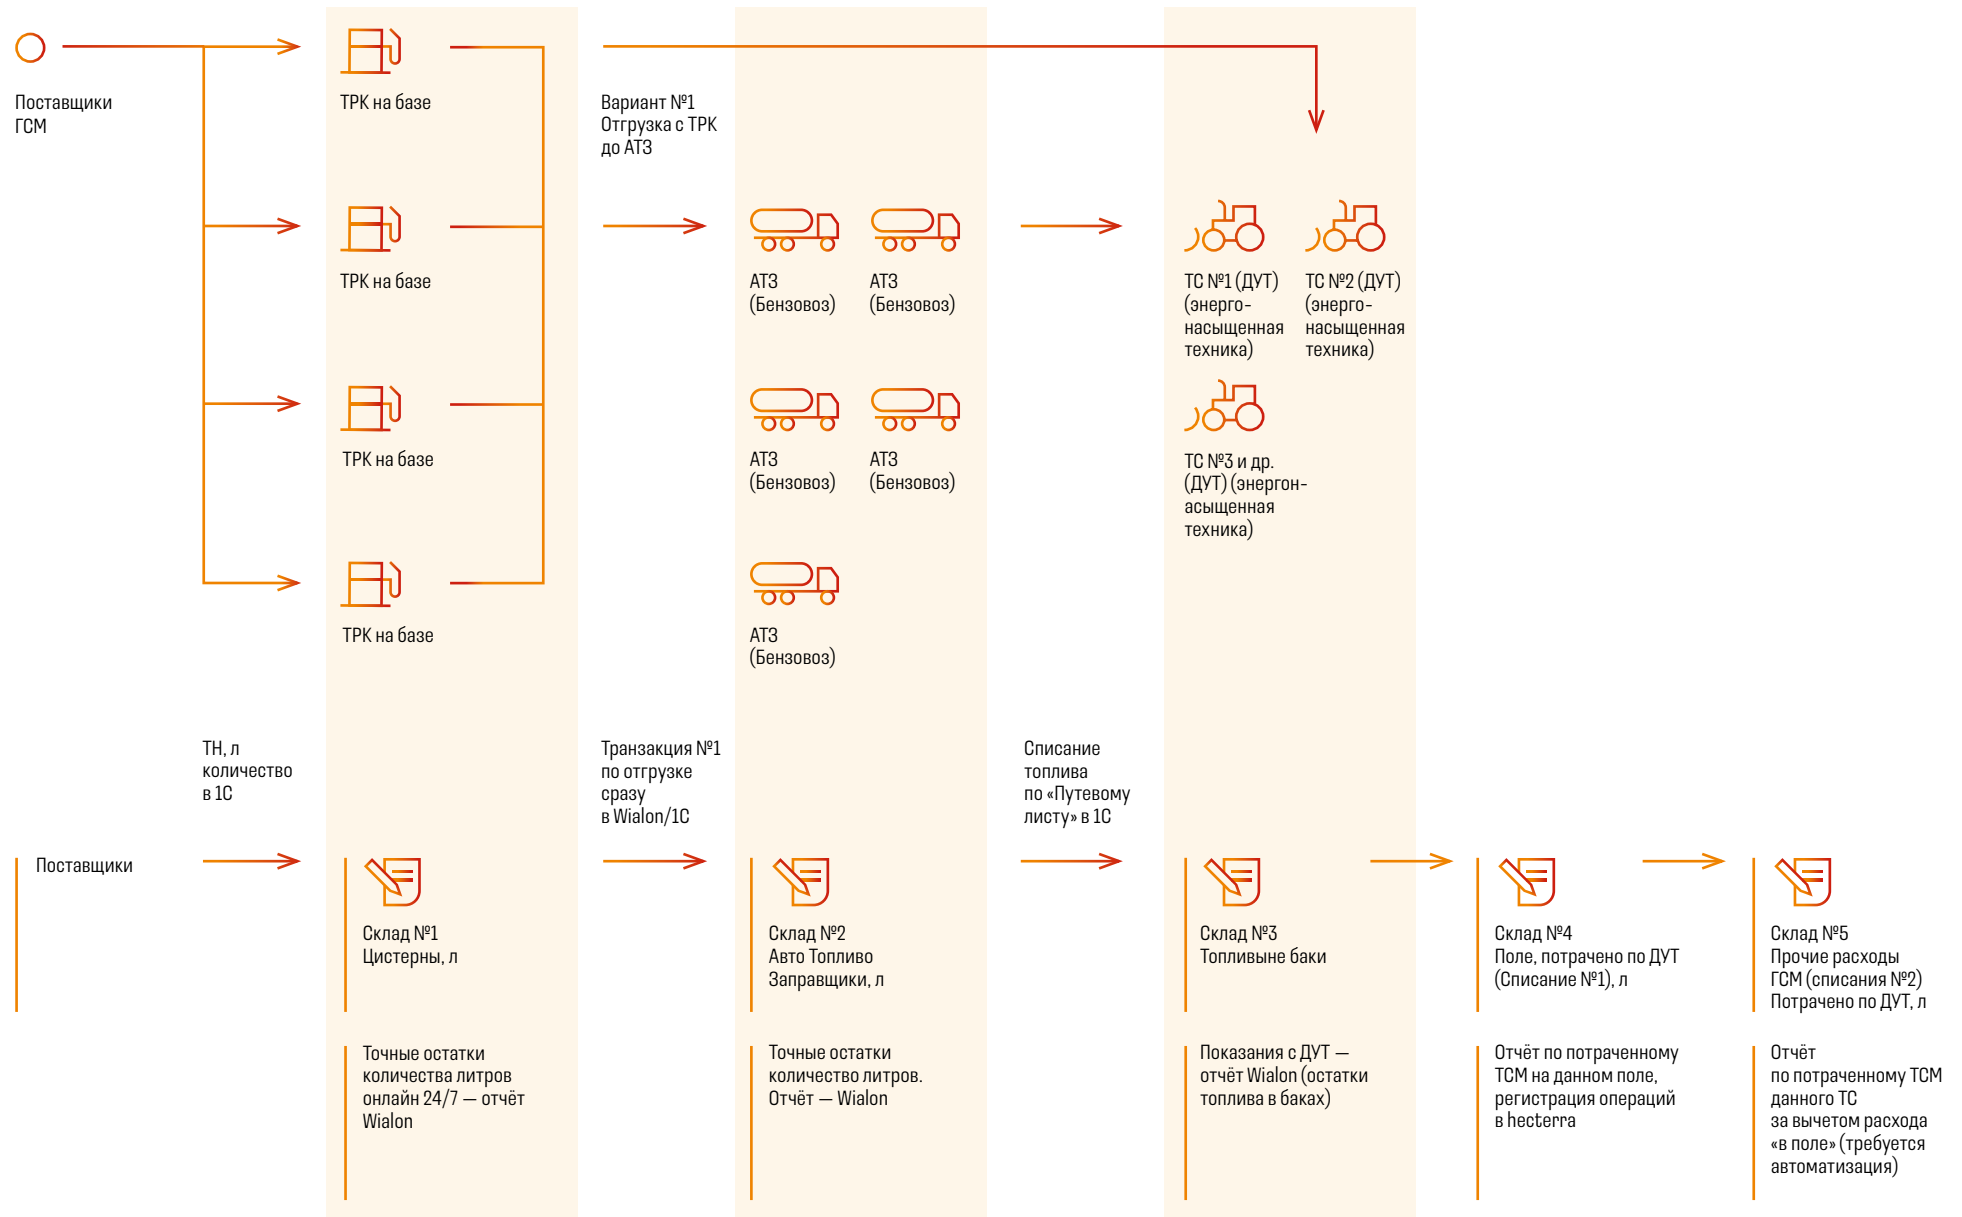 Поставщики
ГСМ
ТРК на базе
Вариант №1
Отгрузка с ТРК
до АТЗ
ТРК на базе
АТЗ
(Бензовоз)
АТЗ
(Бензовоз)
ТС №1 (ДУТ)
(энерго-
насыщенная
техника)
ТС №2 (ДУТ)
(энерго-
насыщенная
техника)
ТРК на базе
АТЗ
(Бензовоз)
АТЗ
(Бензовоз)
ТС №3 и др.
(ДУТ) (энергон-
асыщенная
техника)
ТРК на базе
АТЗ
(Бензовоз)
ТН, л
количество
в 1С
Транзакция №1
по отгрузке
сразу
в Wialon/1С
Списание
топлива
по «Путевому
листу» в 1С
Поставщики
Склад №1
Цистерны, л
Склад №2
Авто Топливо
Заправщики, л
Склад №3
Топливыне баки
Склад №4
Поле, потрачено по ДУТ
(Списание №1), л
Склад №5
Прочие расходы
ГСМ (списания №2)
Потрачено по ДУТ, л
Точные остатки
количества литров
онлайн 24/7 — отчёт
Wialon
Точные остатки
количество литров.
Отчёт — Wialon
Показания с ДУТ —
отчёт Wialon (остатки
топлива в баках)
Отчёт по потраченному
ТСМ на данном поле,
регистрация операций
в hecterra
Отчёт
по потраченному ТСМ
данного ТС
за вычетом расхода
«в поле» (требуется
автоматизация)